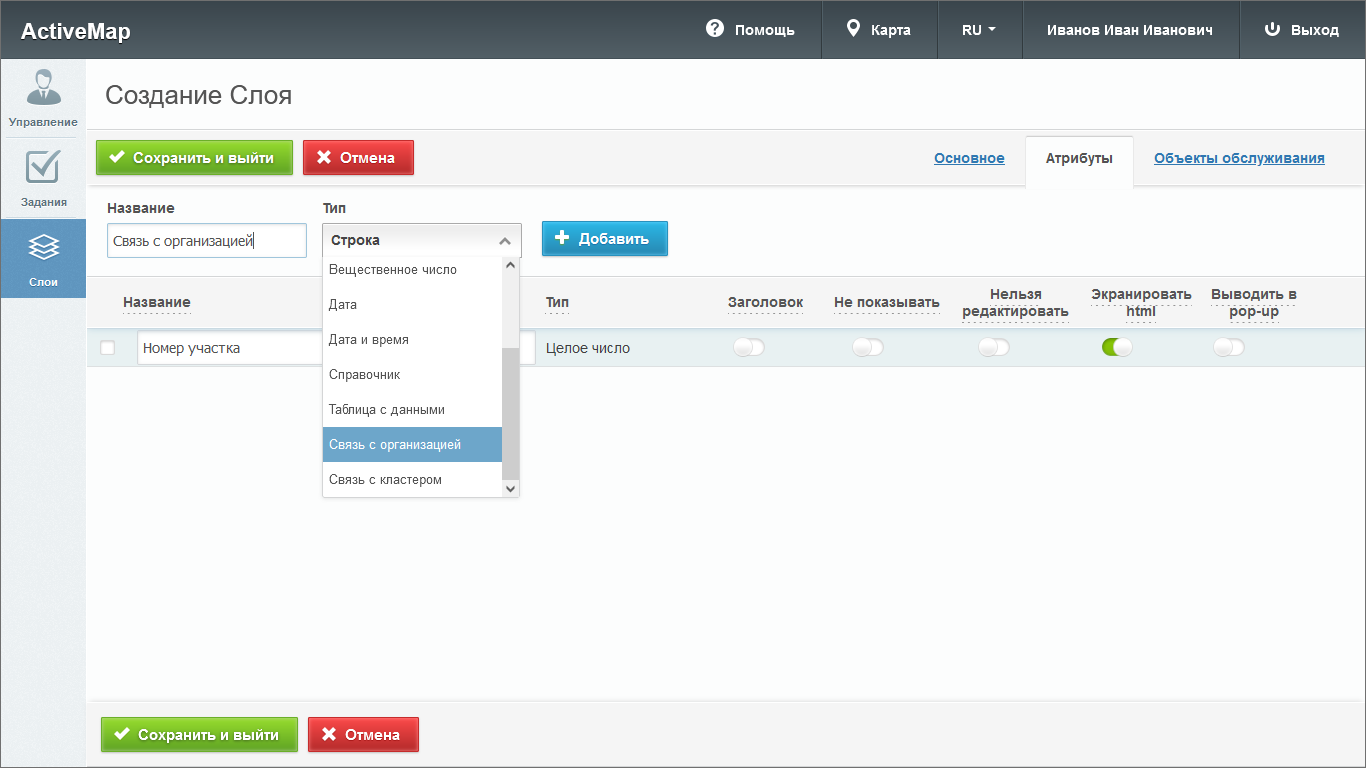 ActiveMap
Помощь
Карта
RU
Иванов Иван Иванович
Выход
Управление
Задания
Слои
Создание Слоя
Сохранить и выйти
Отмена
Основное
Атрибуты
Объекты обслуживания
Название
Тип
Связь с организацией
Строка
Добавить
Вещественное число
Дата
Дата и время
Справочник
Таблица с данными
Связь с организацией
Связь с кластером
Название
Тип
Заголовок
Не показывать
Нельзя
редактировать
Экранировать
html
Выводить в
pop-up
Номер участка
Целое число
Сохранить и выйти
Отмена